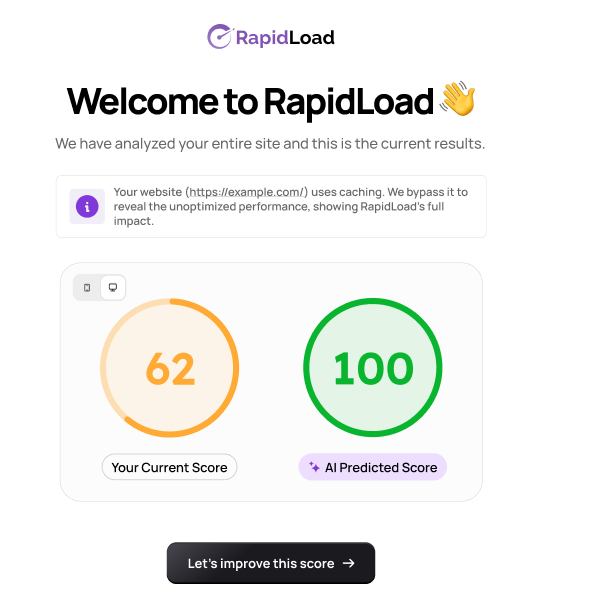 RapidLoad
Welcome to RapidLoad 👋
We have analyzed your entire site and this is the current results.
Your website (https://example.com/) uses caching. We bypass it to
reveal the unoptimized performance, showing RapidLoad's full
impact.
62
100
Your Current Score
AI Predicted Score
Let's improve this score →